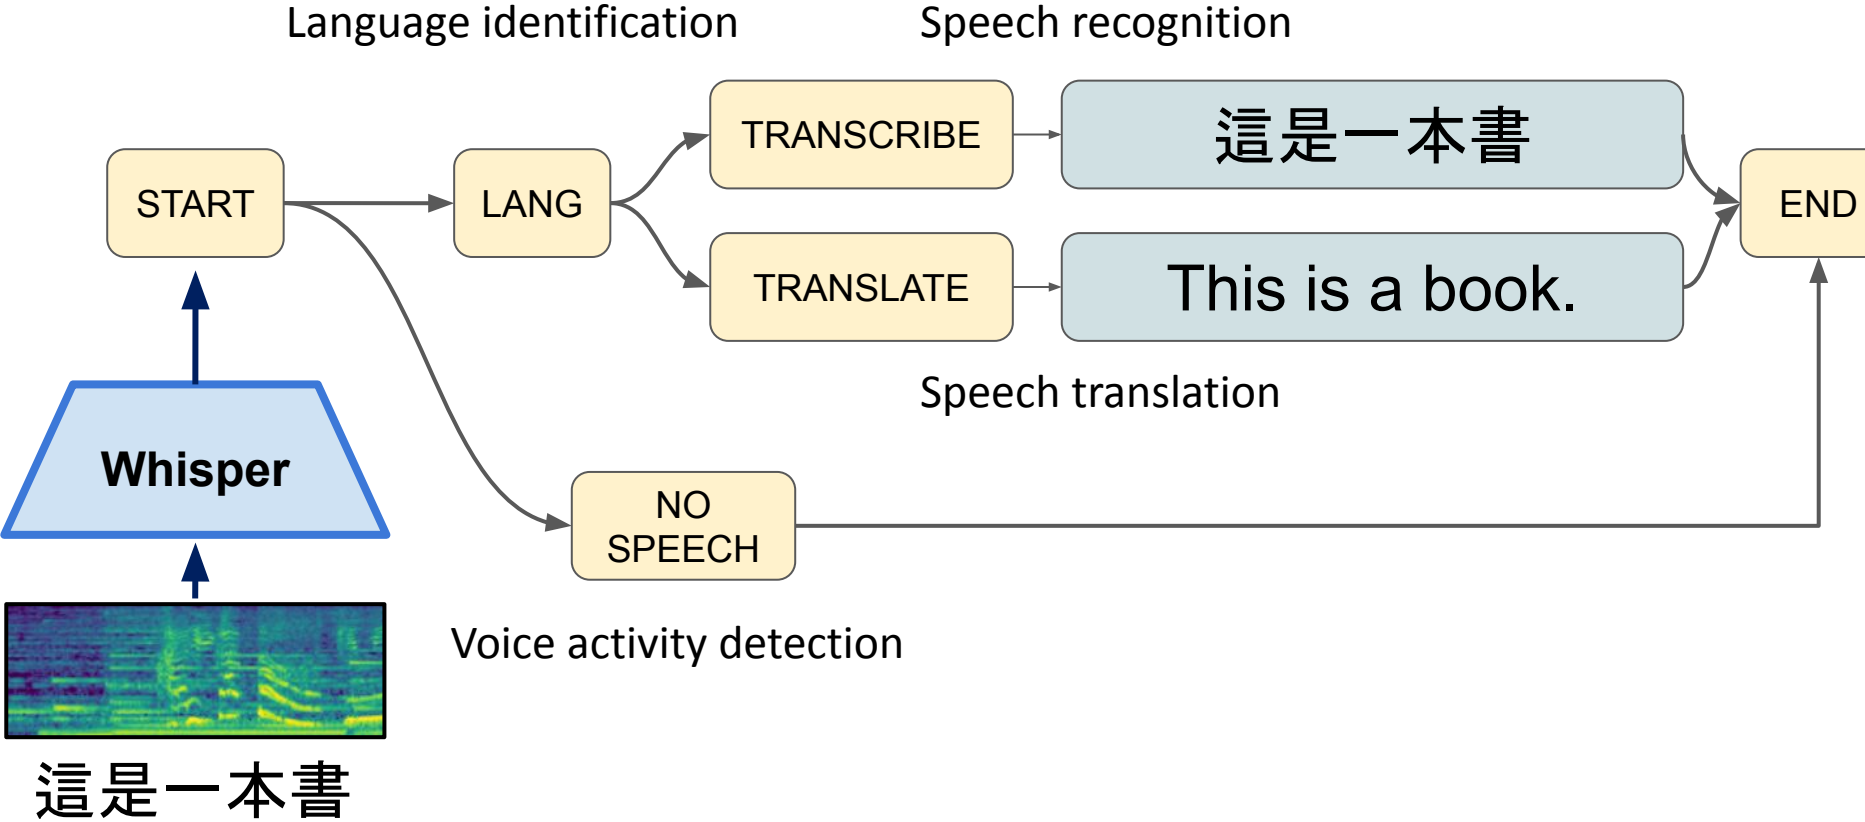 Language identification
Speech recognition
TRANSCRIBE
這是一本書
START
LANG
END
TRANSLATE
This is a book.
Speech translation
Whisper
NO
SPEECH
Voice activity detection
這是一本書